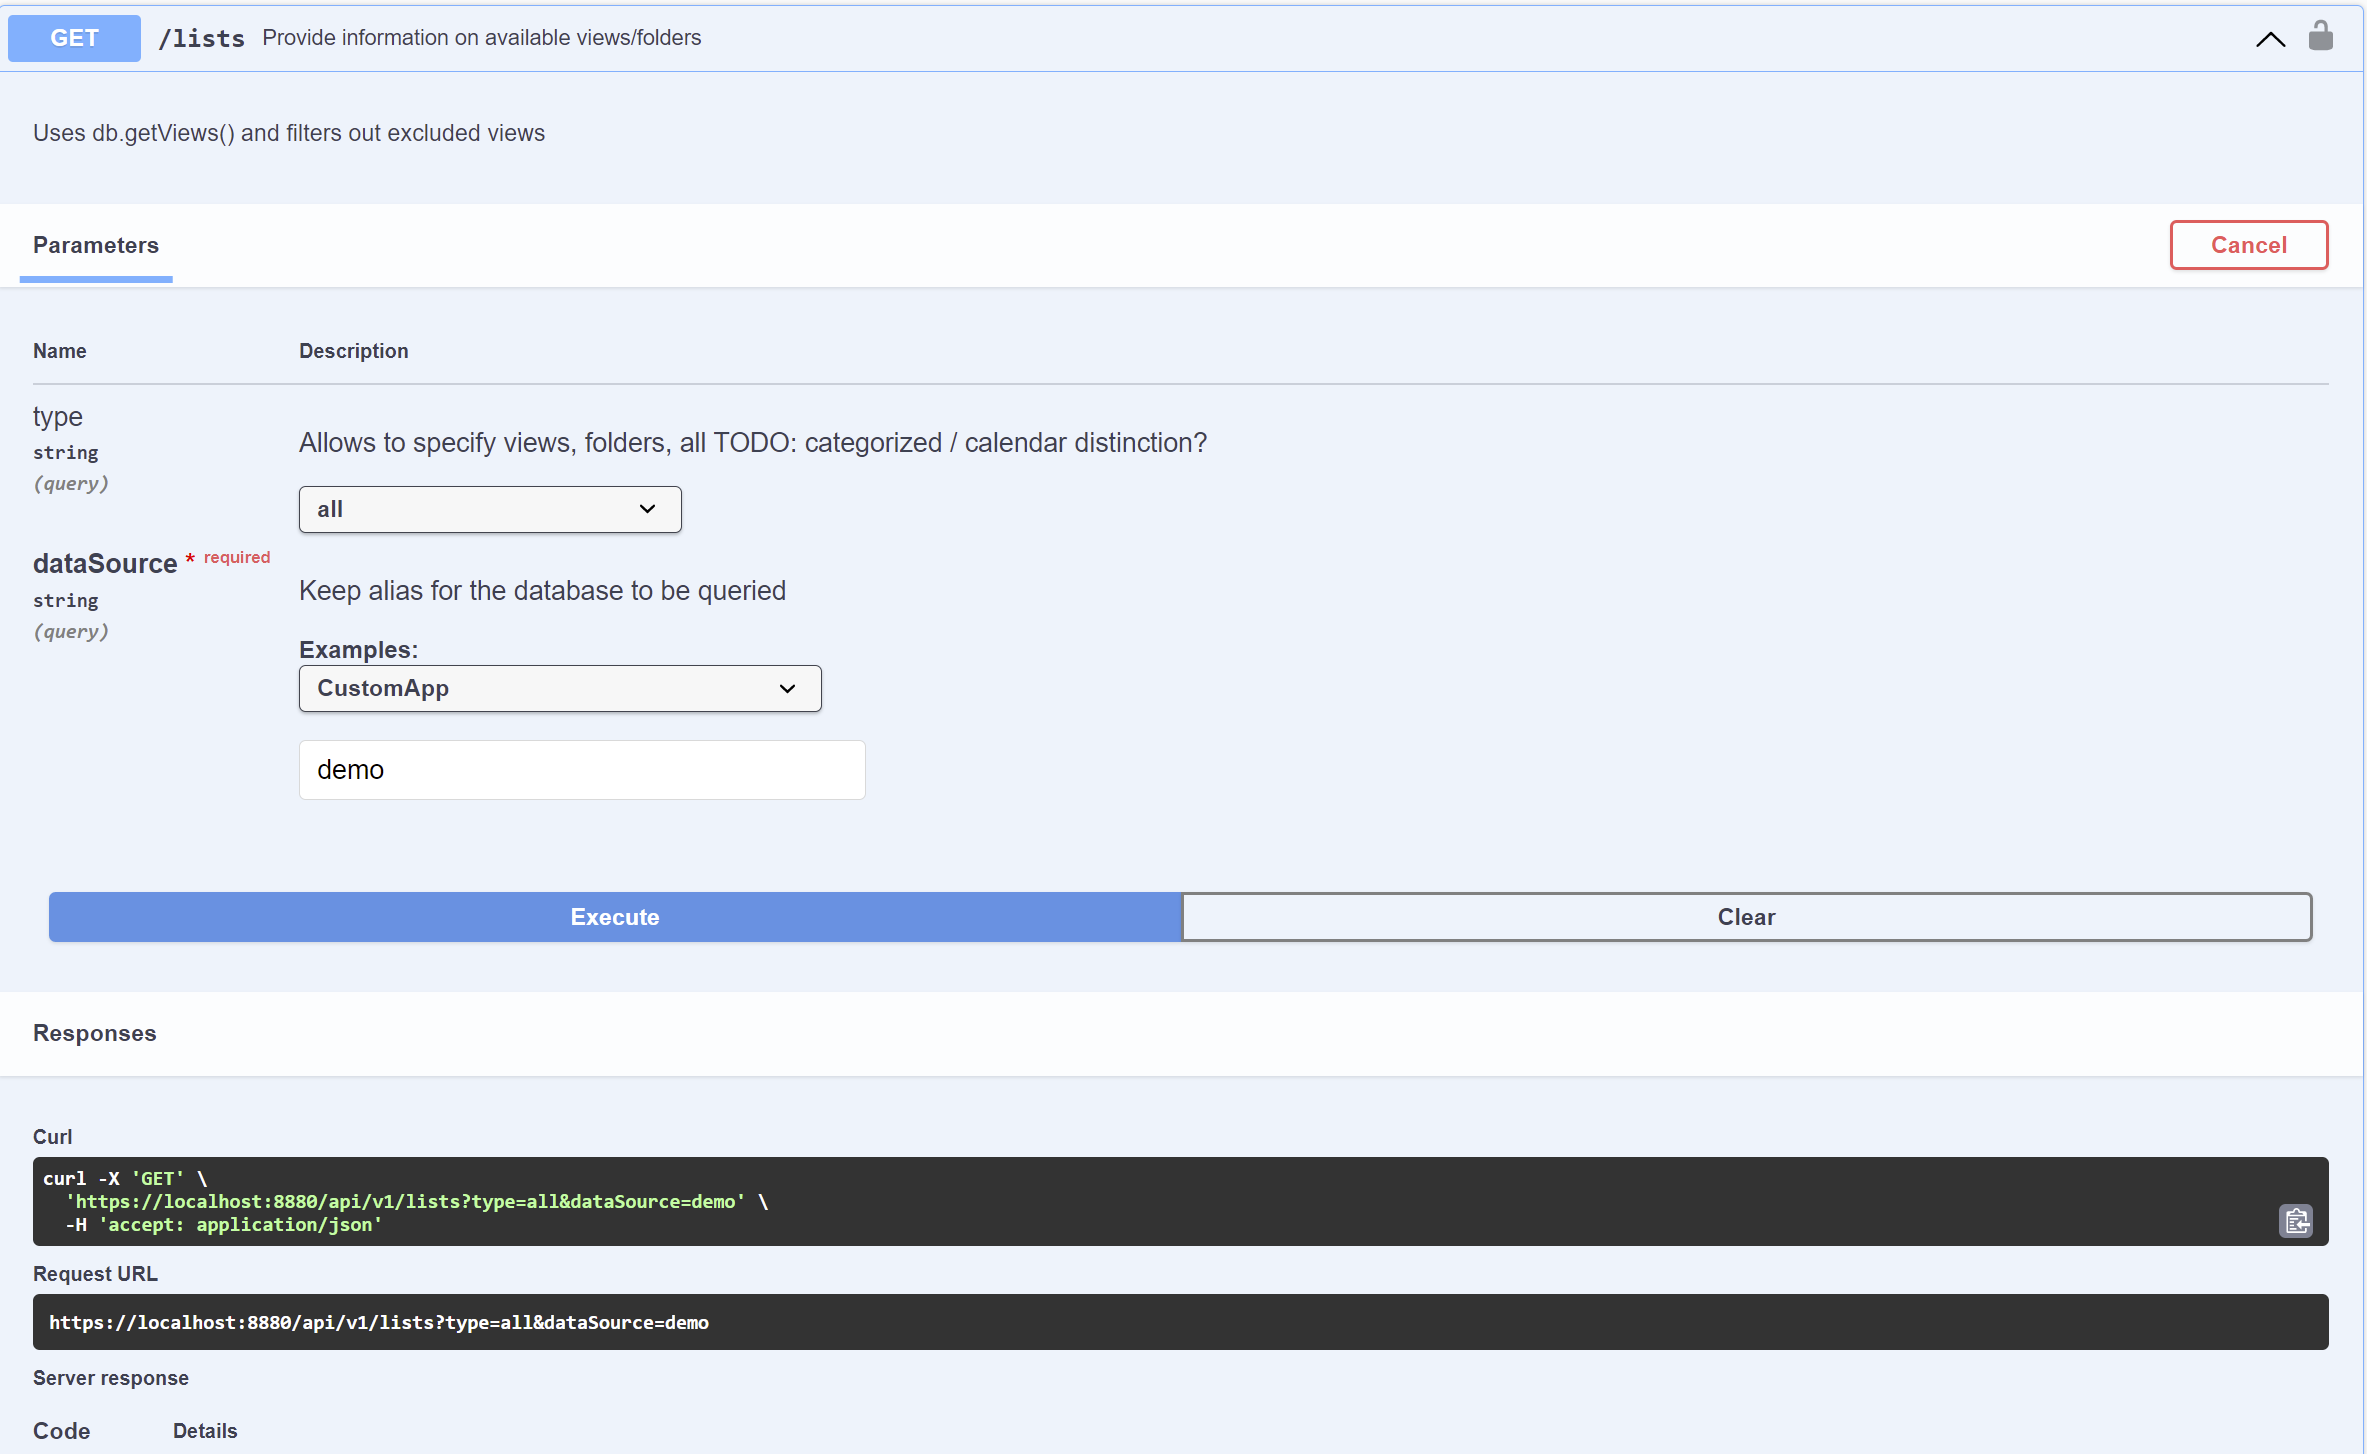 GET /lists Provide information on available views/folders
Uses db.getViews() and filters out excluded views
Parameters Cancel
Name Description
type
string
(query)
Allows to specify views, folders, all TODO: categorized / calendar distinction?
all
dataSource * required
string
(query)
Keep alias for the database to be queried
Examples:
CustomApp
demo
Execute Clear
Responses
Curl
curl -X 'GET' \
'https://localhost:8880/api/v1/lists?type=all&dataSource=demo' \
-H 'accept: application/json'
Request URL
https://localhost:8880/api/v1/lists?type=all&dataSource=demo
Server response
Code Details